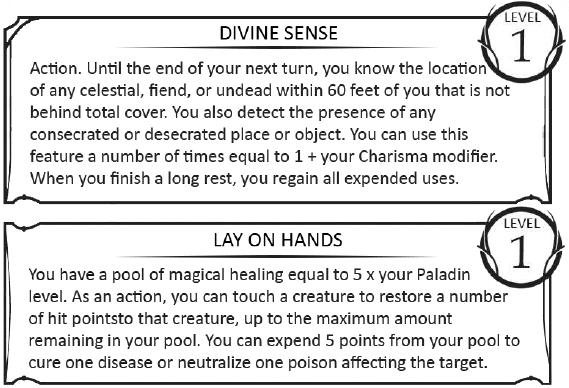 DIVINE SENSE
LEVEL
1
Action. Until the end of your next turn, you know the location
of any celestial, fiend, or undead within 60 feet of you that is not
behind total cover. You also detect the presence of any
consecrated or desecrated place or object. You can use this
feature a number of times equal to 1 + your Charisma modifier.
When you finish a long rest, you regain all expended uses.
LAY ON HANDS
LEVEL
1
You have a pool of magical healing equal to 5 x your Paladin
level. As an action, you can touch a creature to restore a number
of hit pointsto that creature, up to the maximum amount
remaining in your pool. You can expend 5 points from your pool to
cure one disease or neutralize one poison affecting the target.